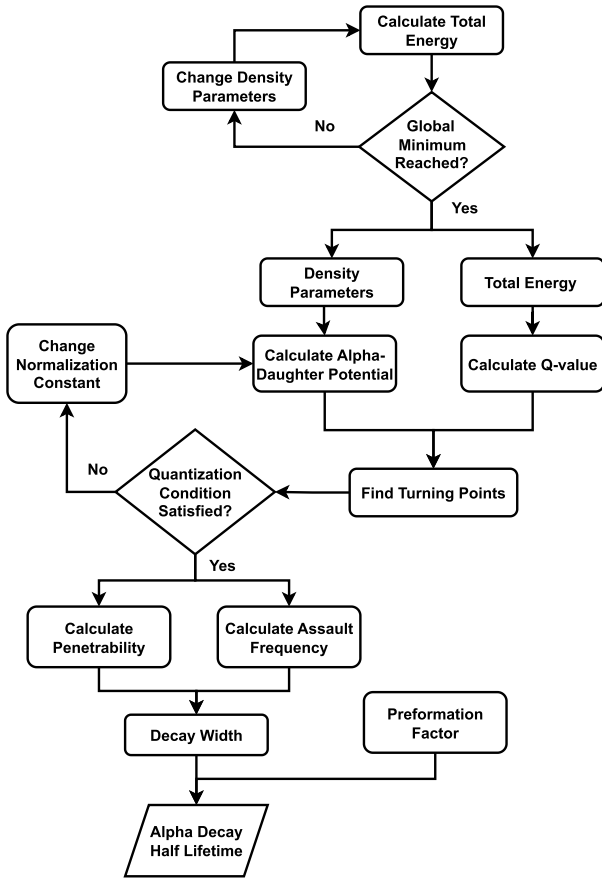 Calculate Total
Energy
Change Density
Parameters
No
Global
Minimum
Reached?
Yes
Density
Parameters
Total Energy
Change
Normalization
Constant
Calculate Alpha-
Daughter Potential
Calculate Q-value
No
Quantization
Condition
Satisfied?
Find Turning Points
Yes
Calculate
Penetrability
Calculate Assault
Frequency
Decay Width
Preformation
Factor
Alpha Decay
Half Lifetime